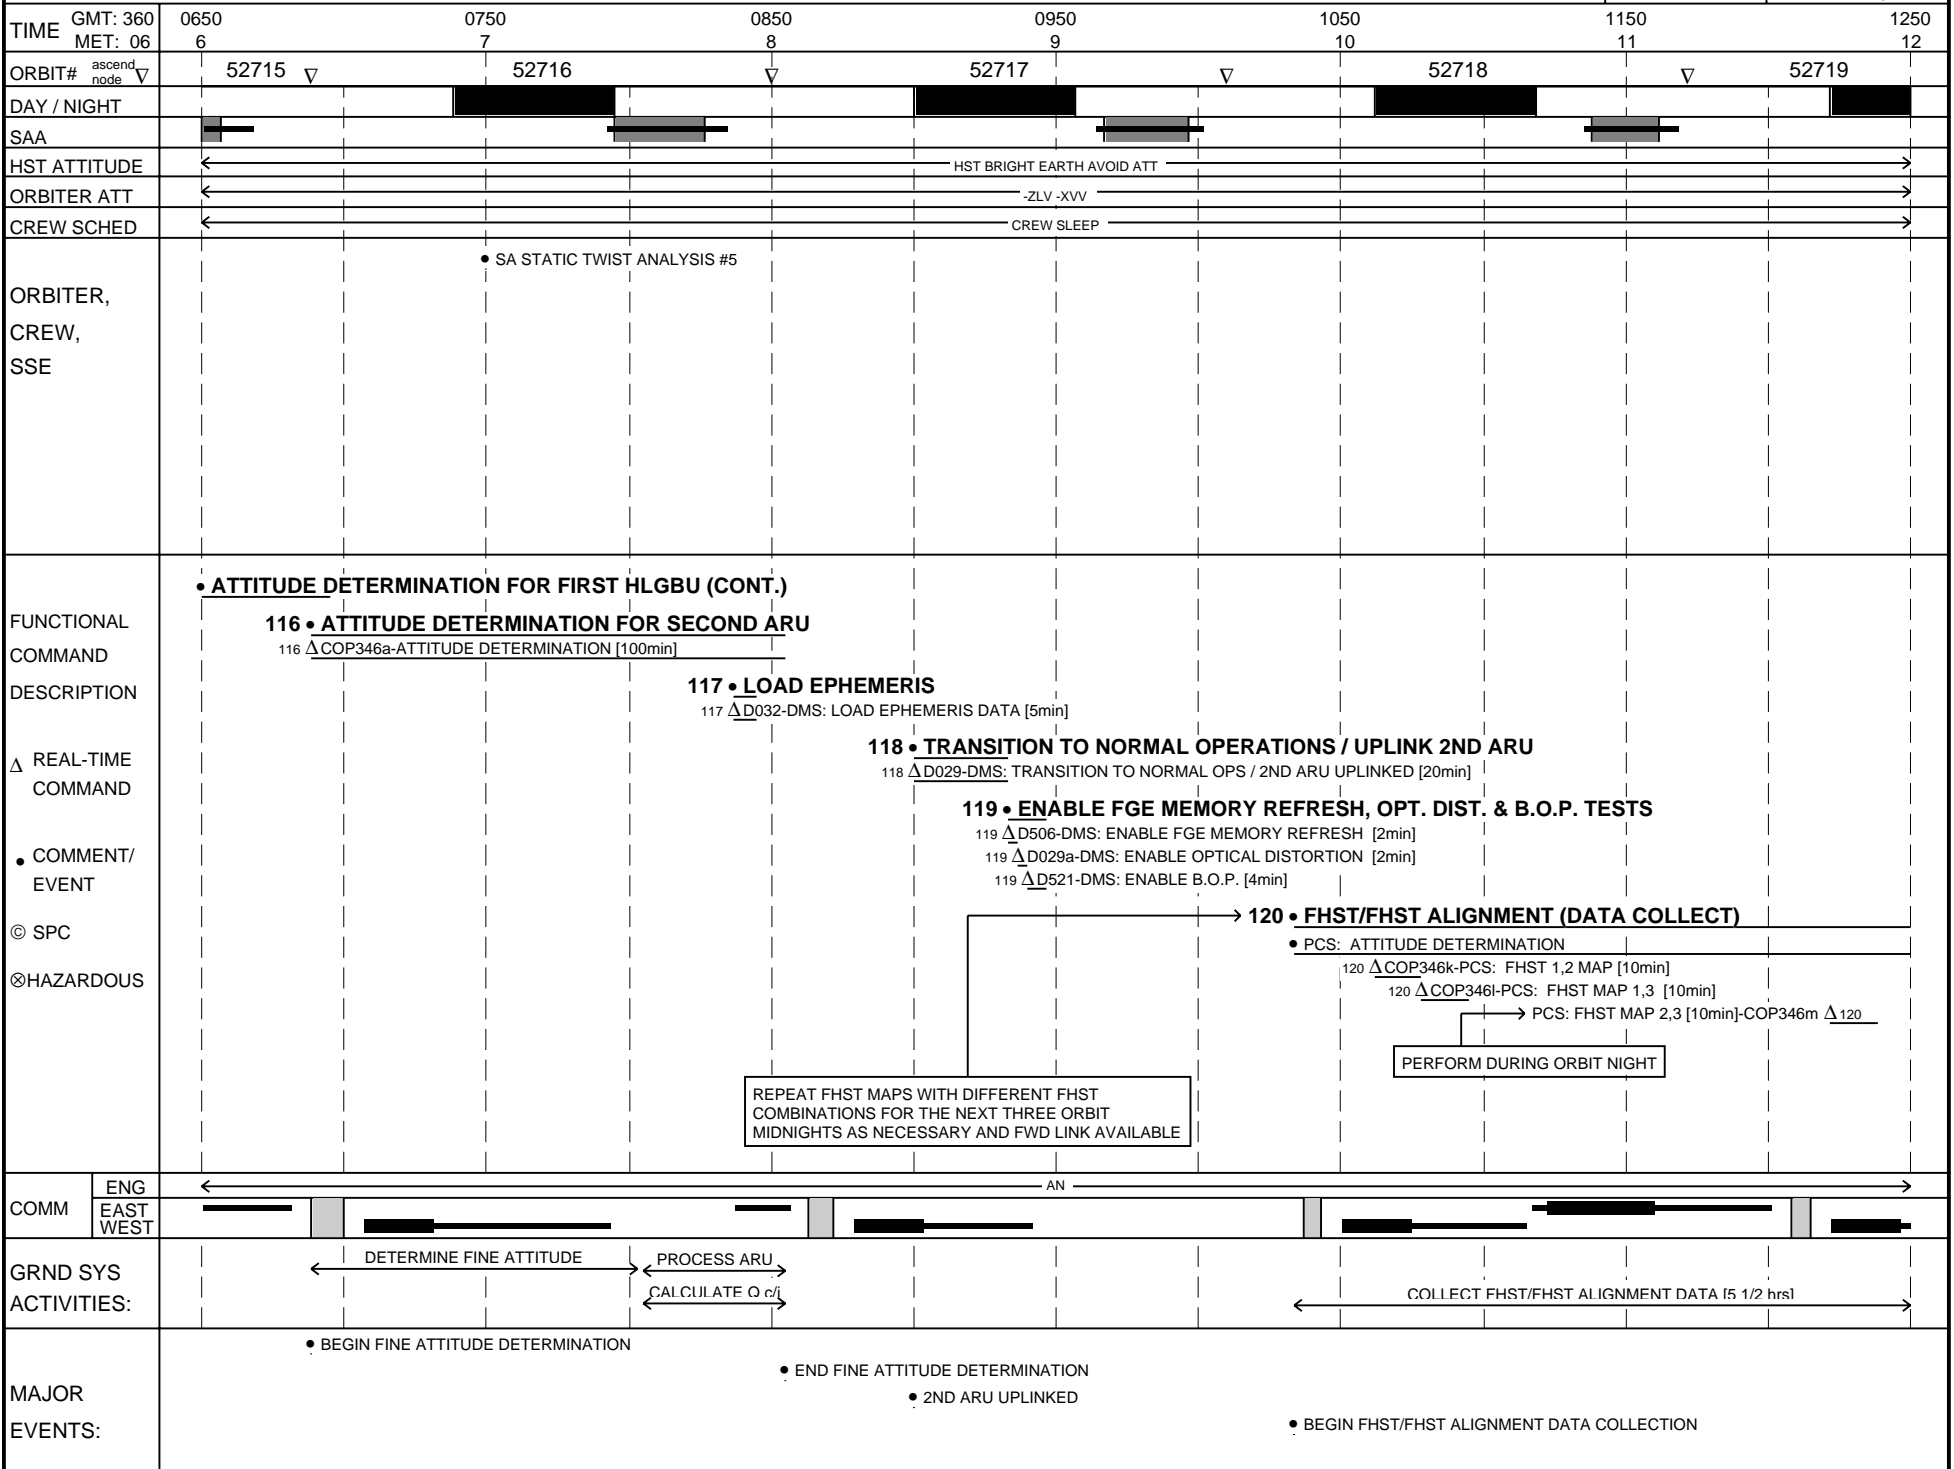 TIME GMT: 360 0650 0750 0850 0950 1050 1150 1250
MET: 06 6 7 8 9 10 11 12
ORBIT# ascend node ∇ 52715 ∇ 52716 ∇ 52717 ∇ 52718 ∇ 52719
DAY / NIGHT
SAA
HST ATTITUDE HST BRIGHT EARTH AVOID ATT
ORBITER ATT -ZLV -XVV
CREW SCHED CREW SLEEP
• SA STATIC TWIST ANALYSIS #5
ORBITER,
CREW,
SSE
• ATTITUDE DETERMINATION FOR FIRST HLGBU (CONT.)
FUNCTIONAL
COMMAND
DESCRIPTION
116 • ATTITUDE DETERMINATION FOR SECOND ARU
116 ΔCOP346a-ATTITUDE DETERMINATION [100min]
117 • LOAD EPHEMERIS
117 ΔD032-DMS: LOAD EPHEMERIS DATA [5min]
118 • TRANSITION TO NORMAL OPERATIONS / UPLINK 2ND ARU
118 ΔD029-DMS: TRANSITION TO NORMAL OPS / 2ND ARU UPLINKED [20min]
Δ REAL-TIME
COMMAND
119 • ENABLE FGE MEMORY REFRESH, OPT. DIST. & B.O.P. TESTS
119 ΔD506-DMS: ENABLE FGE MEMORY REFRESH [2min]
119 ΔD029a-DMS: ENABLE OPTICAL DISTORTION [2min]
119 ΔD521-DMS: ENABLE B.O.P. [4min]
• COMMENT/
EVENT
120 • FHST/FHST ALIGNMENT (DATA COLLECT)
• PCS: ATTITUDE DETERMINATION
120 ΔCOP346k-PCS: FHST 1,2 MAP [10min]
120 ΔCOP346l-PCS: FHST MAP 1,3 [10min]
PCS: FHST MAP 2,3 [10min]-COP346m Δ120
© SPC
⊗HAZARDOUS
PERFORM DURING ORBIT NIGHT
REPEAT FHST MAPS WITH DIFFERENT FHST
COMBINATIONS FOR THE NEXT THREE ORBIT
MIDNIGHTS AS NECESSARY AND FWD LINK AVAILABLE
COMM ENG AN
EAST
WEST
GRND SYS
ACTIVITIES:
DETERMINE FINE ATTITUDE
PROCESS ARU
CALCULATE Q c/i
COLLECT FHST/FHST ALIGNMENT DATA [5 1/2 hrs]
MAJOR
EVENTS:
• BEGIN FINE ATTITUDE DETERMINATION
• END FINE ATTITUDE DETERMINATION
• 2ND ARU UPLINKED
• BEGIN FHST/FHST ALIGNMENT DATA COLLECTION